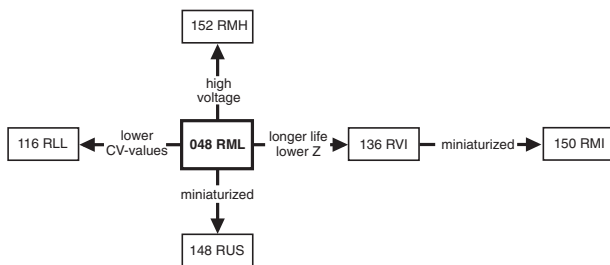 152 RMH
high
voltage
116 RLL
lower
CV-values
048 RML
longer life
lower Z
136 RVI
miniaturized
150 RMI
miniaturized
148 RUS